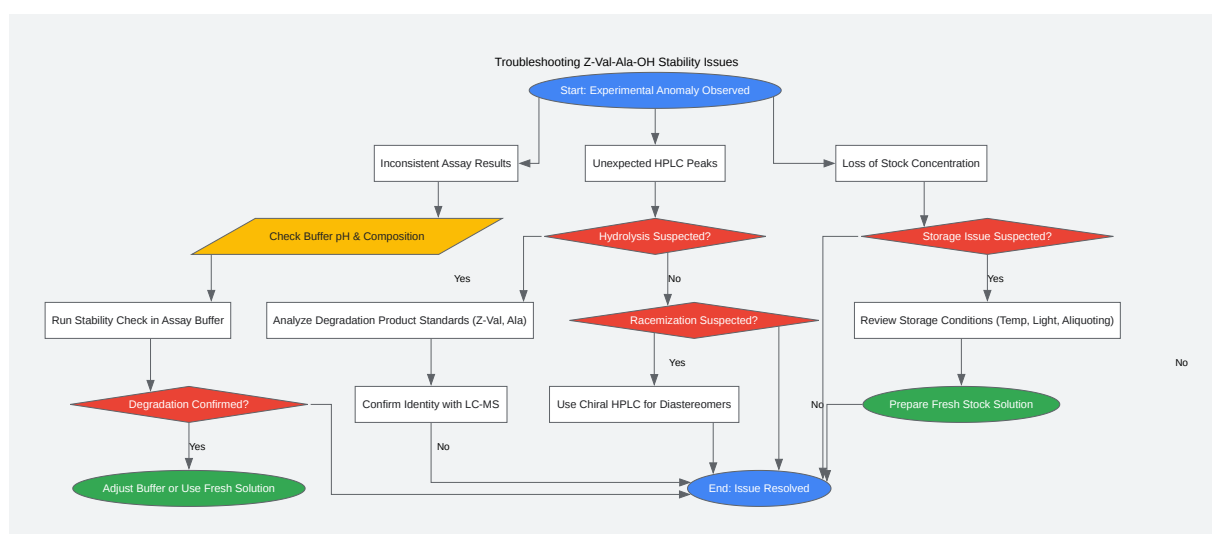 Troubleshooting Z-Val-Ala-OH Stability Issues
Start: Experimental Anomaly Observed
Inconsistent Assay Results
Unexpected HPLC Peaks
Loss of Stock Concentration
Check Buffer pH & Composition
Hydrolysis Suspected?
Storage Issue Suspected?
Yes
No
Yes
Run Stability Check in Assay Buffer
Analyze Degradation Product Standards (Z-Val, Ala)
Racemization Suspected?
Review Storage Conditions (Temp, Light, Aliquoting)
Yes
No
Degradation Confirmed?
Confirm Identity with LC-MS
Use Chiral HPLC for Diastereomers
No
Prepare Fresh Stock Solution
Yes
No
Adjust Buffer or Use Fresh Solution
End: Issue Resolved